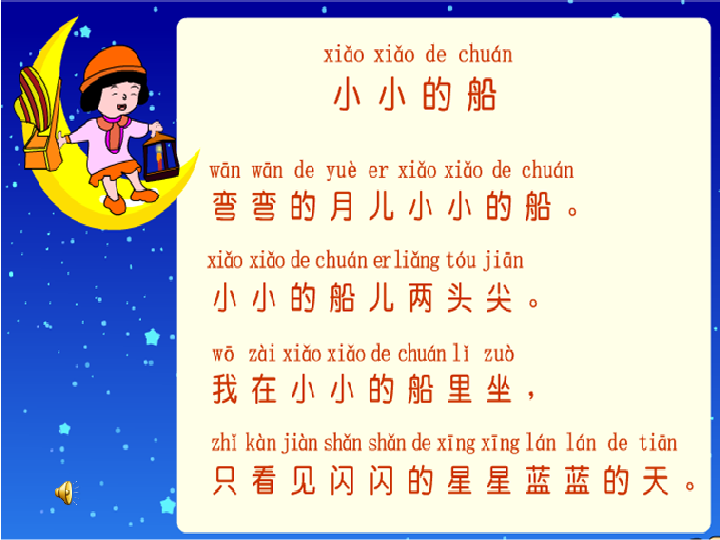 xiǎo xiǎo de chuán
小小的船
wān wān de yuè er xiǎo xiǎo de chuán
弯弯的月儿小小的船。
xiǎo xiǎo de chuán er liǎng tóu jiān
小小的船儿两头尖。
wō zài xiǎo xiǎo de chuán lǐ zuò
我在小小的船里坐，
zhǐ kàn jiàn shǎn shǎn de xīng xīng lán lán de tiān
只看见闪闪的星星蓝蓝的天。